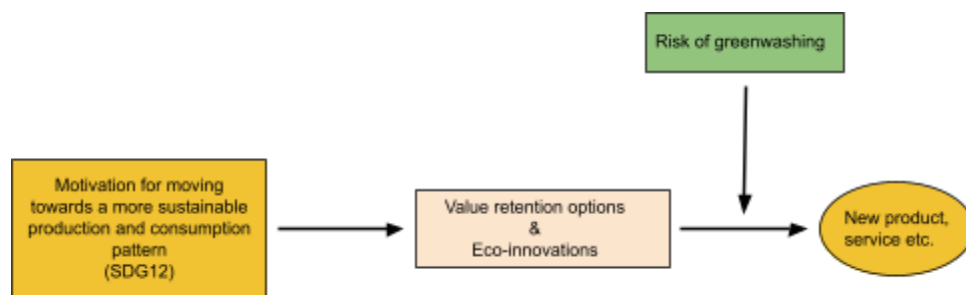 Risk of greenwashing
Motivation for moving
towards a more sustainable
production and consumption
pattern
(SDG12)
Value retention options
&
Eco-innovations
New product,
service etc.